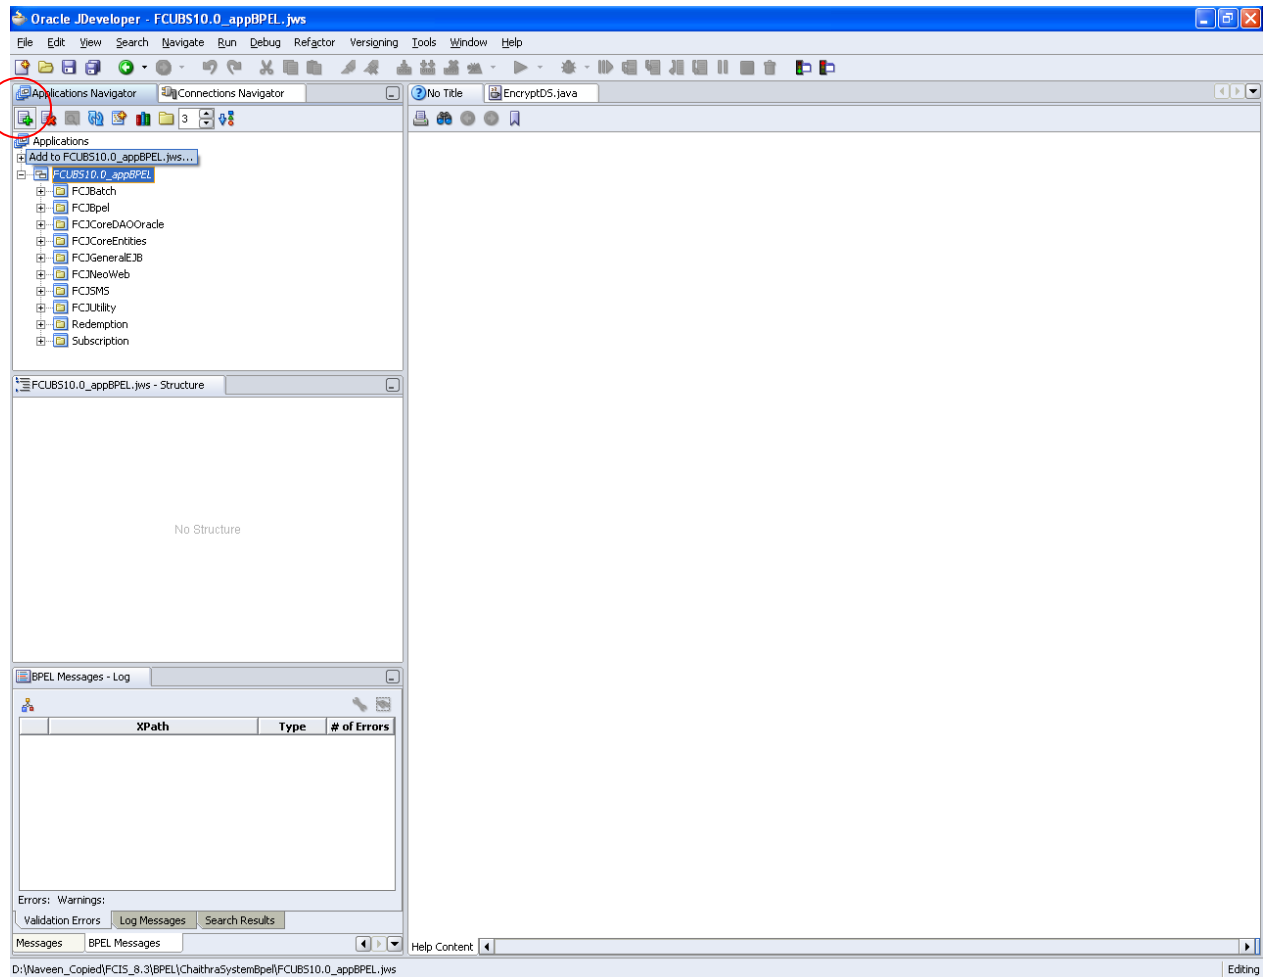 Oracle JDeveloper - FCUBS10.0_appBPEL.jws
File Edit View Search Navigate Run Debug Refactor Versioning Tools Window Help
Applications Navigator Connections Navigator
No Title EncryptDS.java
3
Applications
Add to FCUBS10.0_appBPEL.jws...
FCUBS10.0_appBPEL
FCJBatch
FCJBpel
FCJCoreDAOOracle
FCJCoreEntities
FCJGeneralEJB
FCJNeoWeb
FCJSMS
FCJUtility
Redemption
Subscription
FCUBS10.0_appBPEL.jws - Structure
No Structure
BPEL Messages - Log
XPath Type # of Errors
Errors: Warnings:
Validation Errors Log Messages Search Results
Messages BPEL Messages
Help Content
D:\Naveen_Copied\FCIS_8.3\BPEL\ChaithraSystemBpel\FCUBS10.0_appBPEL.jws
Editing